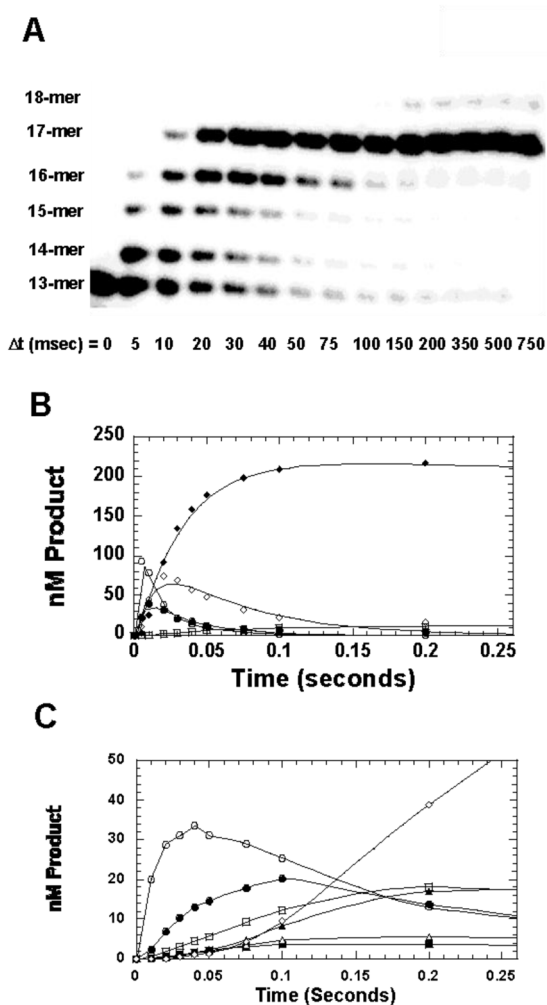 A
18-mer
17-mer
16-mer
15-mer
14-mer
13-mer
Δt (msec) = 0 5 10 20 30 40 50 75 100 150 200 350 500 750
B
250
200
150
100
50
0
nM Product
0 0.05 0.1 0.15 0.2 0.25
Time (seconds)
C
50
40
30
20
10
0
nM Product
0 0.05 0.1 0.15 0.2 0.25
Time (Seconds)